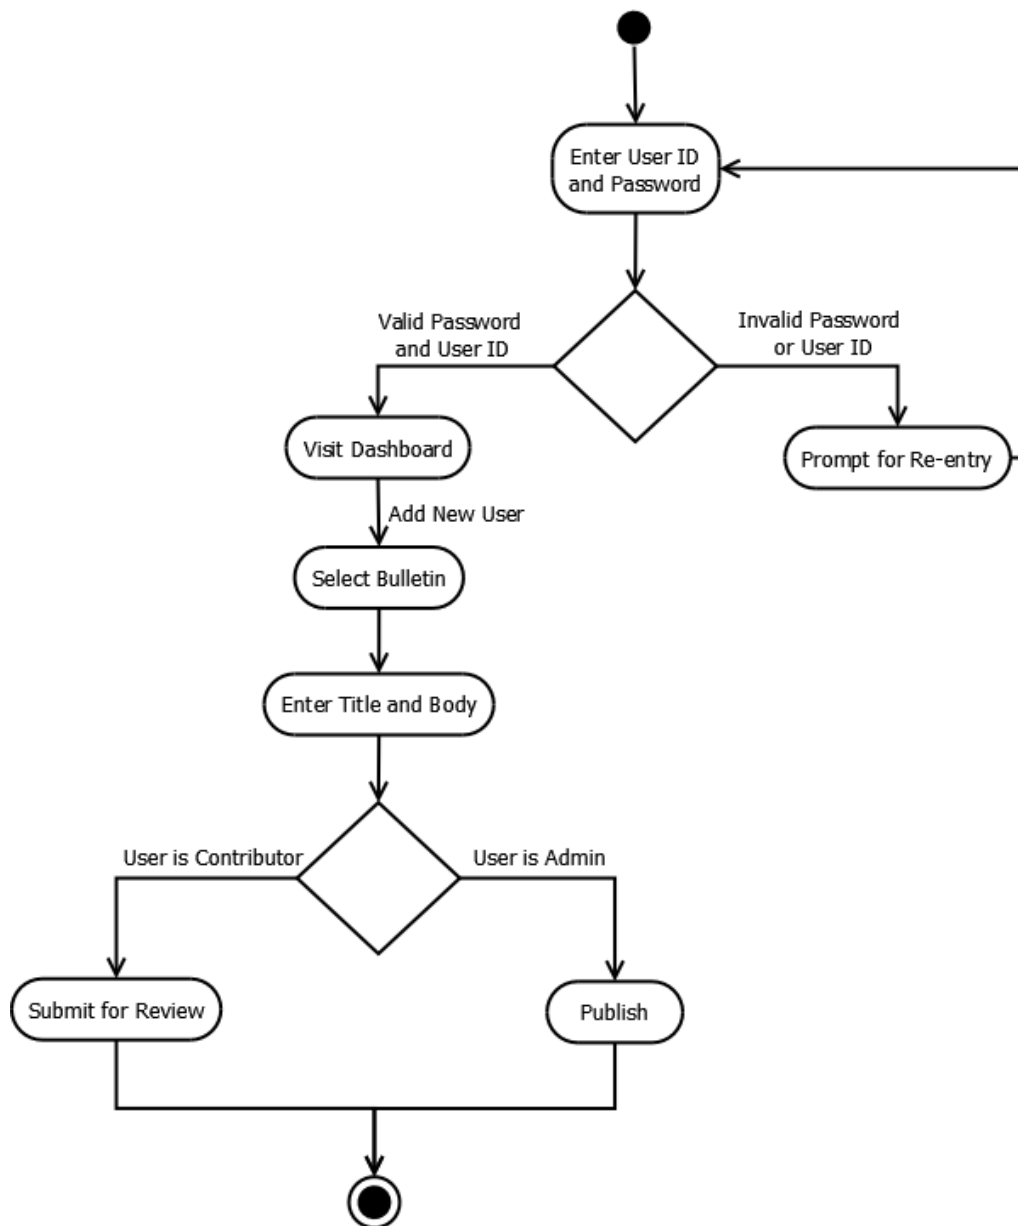 Enter User ID
and Password
Valid Password
and User ID
Invalid Password
or User ID
Visit Dashboard
Prompt for Re-entry
Add New User
Select Bulletin
Enter Title and Body
User is Contributor
User is Admin
Submit for Review
Publish